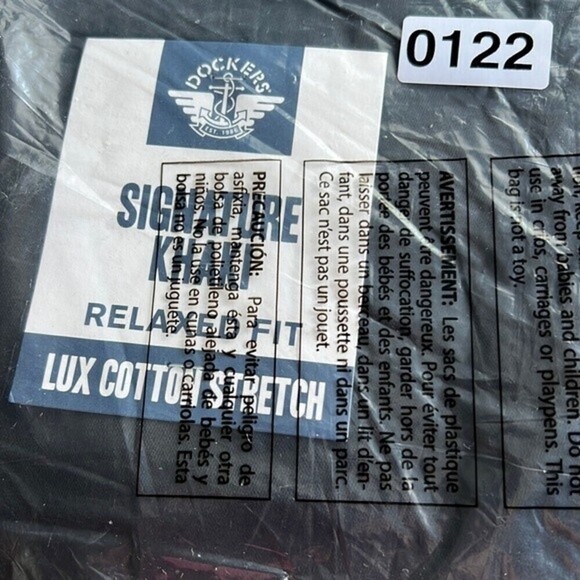 0122
DOCKERS
EST. 1986
SIGNATURE
KHAKI
RELAXED FIT
LUX COTTON STRETCH
PRECAUCIÓN: Para evitar peligro de
asfixia, mantenga esta y cualquier otra
bolsa de polietileno alejada de bebés y
niños. No la use en cunas o carriolas. Esta
bolsa no es un juguete.
AVERTISSEMENT: Les sacs de plastique
peuvent être dangereux. Pour éviter tout
danger de suffocation, garder hors de la
portée des bébés et des enfants. Ne pas
laisser dans un berceau, dans un lit d'en-
fant, dans une poussette ni dans un parc.
Ce sac n'est pas un jouet.
away from babies and children. Do not
use in cribs, carriages or playpens. This
bag is not a toy.